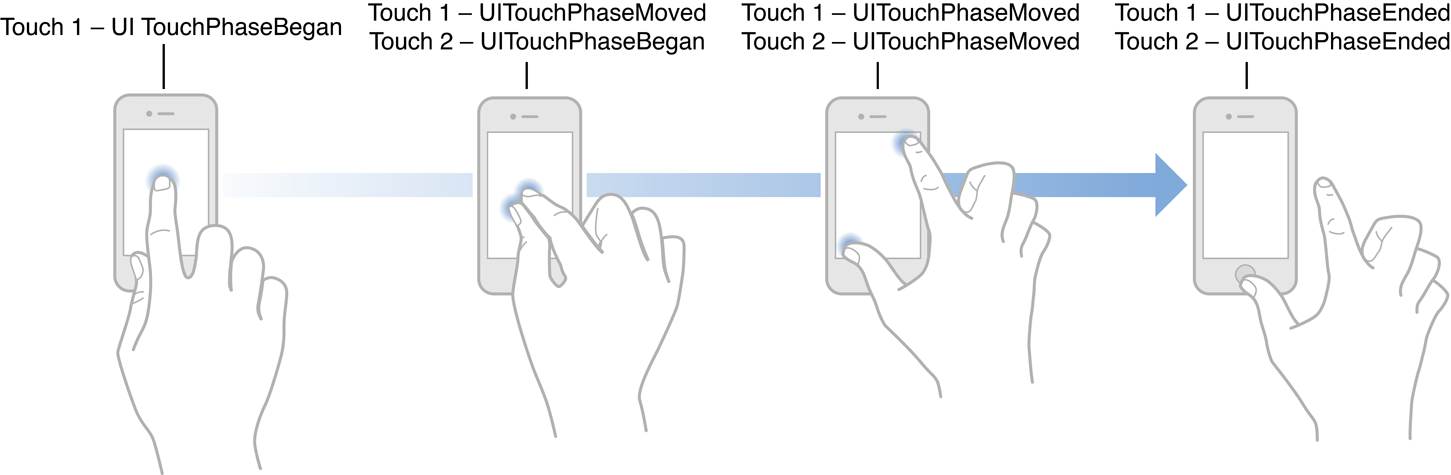 Touch 1 – UI TouchPhaseBegan
Touch 1 – UITouchPhaseMoved
Touch 2 – UITouchPhaseBegan
Touch 1 – UITouchPhaseMoved
Touch 2 – UITouchPhaseMoved
Touch 1 – UITouchPhaseEnded
Touch 2 – UITouchPhaseEnded